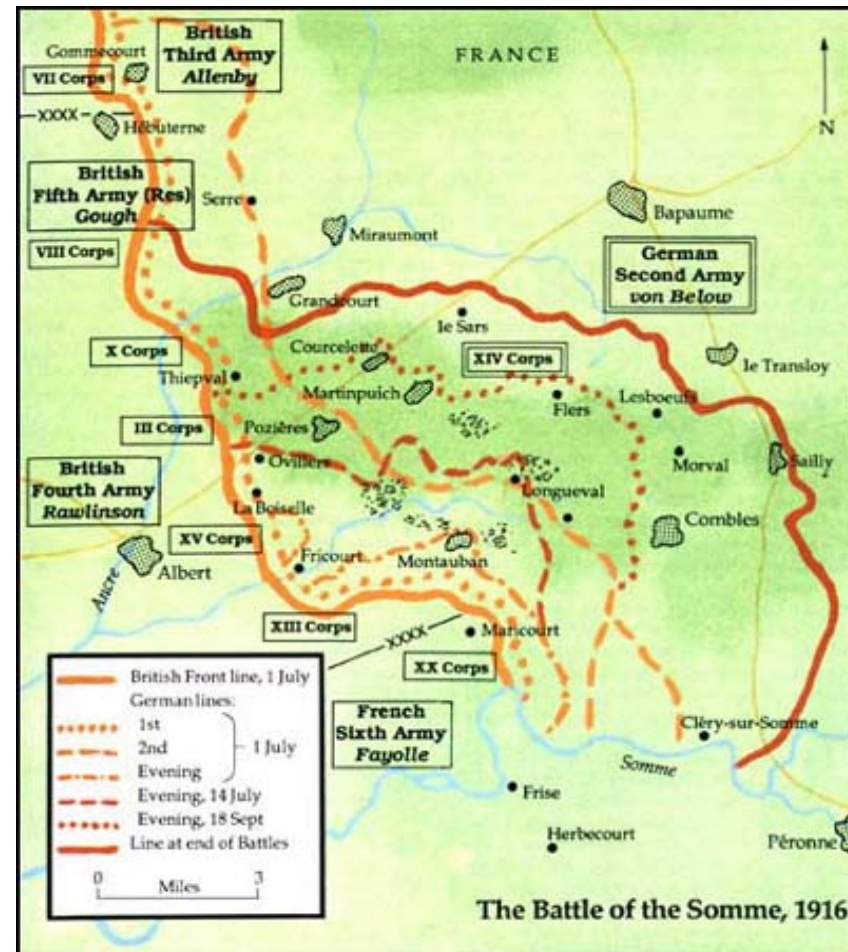 British
Third Army
Allenby
FRANCE
Gommecourt
VII Corps
XXXX
Hébuterne
N
British
Fifth Army (Res)
Gough
Serre
Bapaume
Miraumont
VIII Corps
German
Second Army
von Below
Grandcourt
le Sars
Courcelette
X Corps
XIV Corps
le Transloy
Thiepval
Martinpuich
Flers
Lesboeufs
III Corps
Pozières
Ovillers
Morval
Sailly
British
Fourth Army
Rawlinson
Longueval
La Boiselle
Combles
XV Corps
Albert
Ancre
Fricourt
Montauban
XIII Corps
XXXX
Maricourt
XX Corps
British Front line, 1 July
German lines:
1st
2nd
1 July
Evening
Evening, 14 July
Evening, 18 Sept
Line at end of Battles
0
3
Miles
French
Sixth Army
Fayolle
Cléry-sur-Somme
Somme
Frise
Herbecourt
Péronne
The Battle of the Somme, 1916